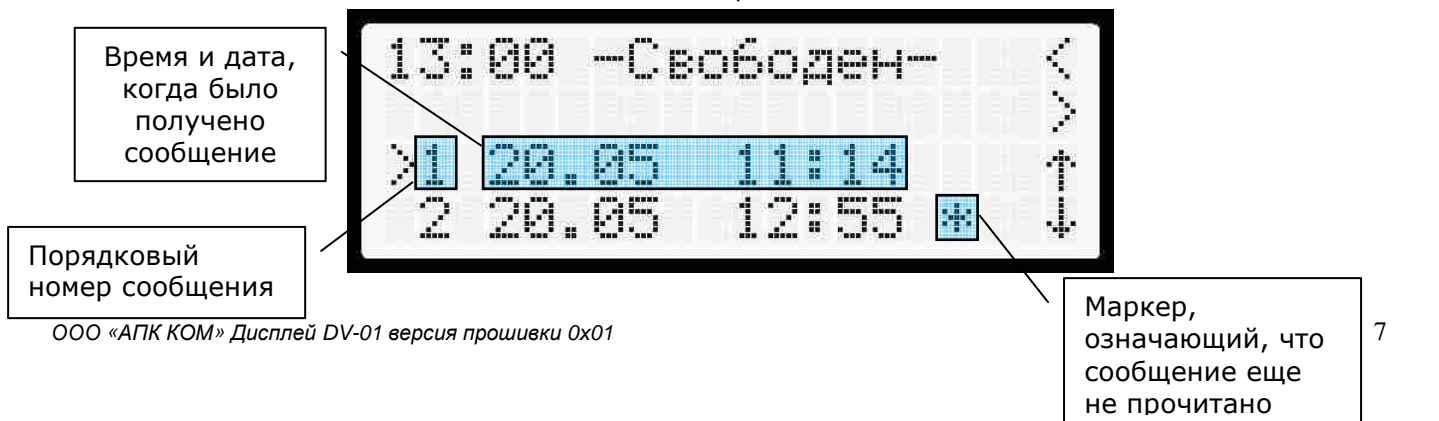 Время и дата,
когда было
получено
сообщение
13:00 -Свободен- <
>
>1 20.05 11:14 ↑
2 20.05 12:55 * ↓
Порядковый
номер сообщения
Маркер,
означающий, что
сообщение еще
не прочитано
ООО «АПК КОМ» Дисплей DV-01 версия прошивки 0x01
7